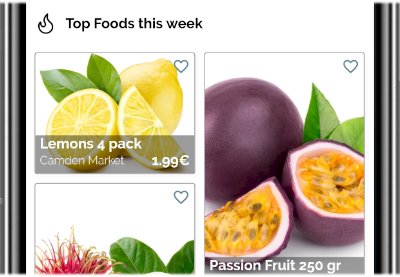 Top Foods this week
Lemons 4 pack
Camden Market 1.99€
Passion Fruit 250 gr